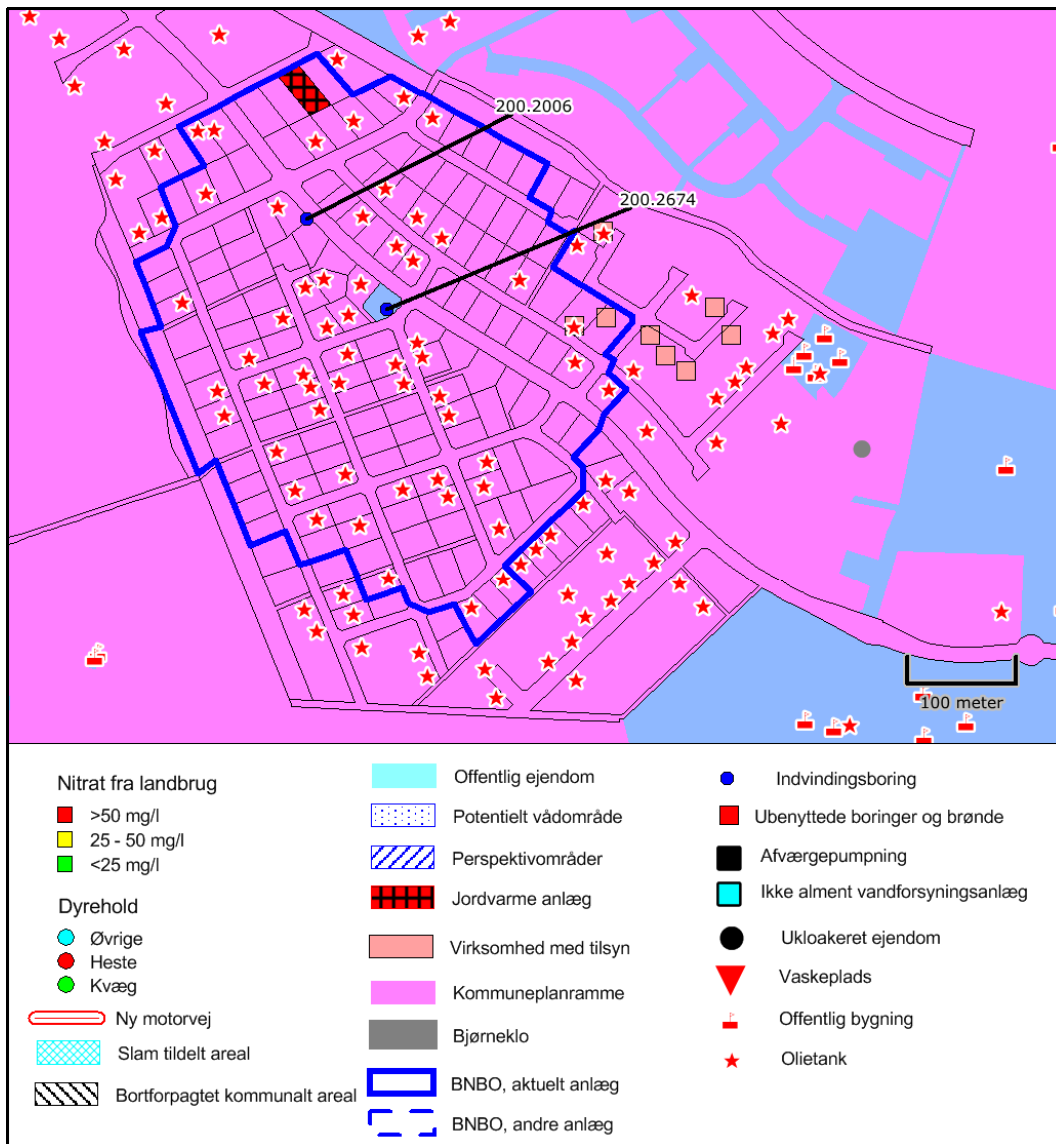 200.2006
200.2674
100 meter
Nitrat fra landbrug
>50 mg/l
25 - 50 mg/l
<25 mg/l
Dyrehold
Øvrige
Heste
Kvæg
Ny motorvej
Slam tildelt areal
Bortforpagtet kommunalt areal
Offentlig ejendom
Potentielt vådområde
Perspektivområder
Jordvarme anlæg
Virksomhed med tilsyn
Kommuneplanramme
Bjørneklo
BNBO, aktuelt anlæg
BNBO, andre anlæg
Indvindingsboring
Ubenyttede boringer og brønde
Afværgepumpning
Ikke alment vandforsyningsanlæg
Ukloakeret ejendom
Vaskeplads
Offentlig bygning
Olietank